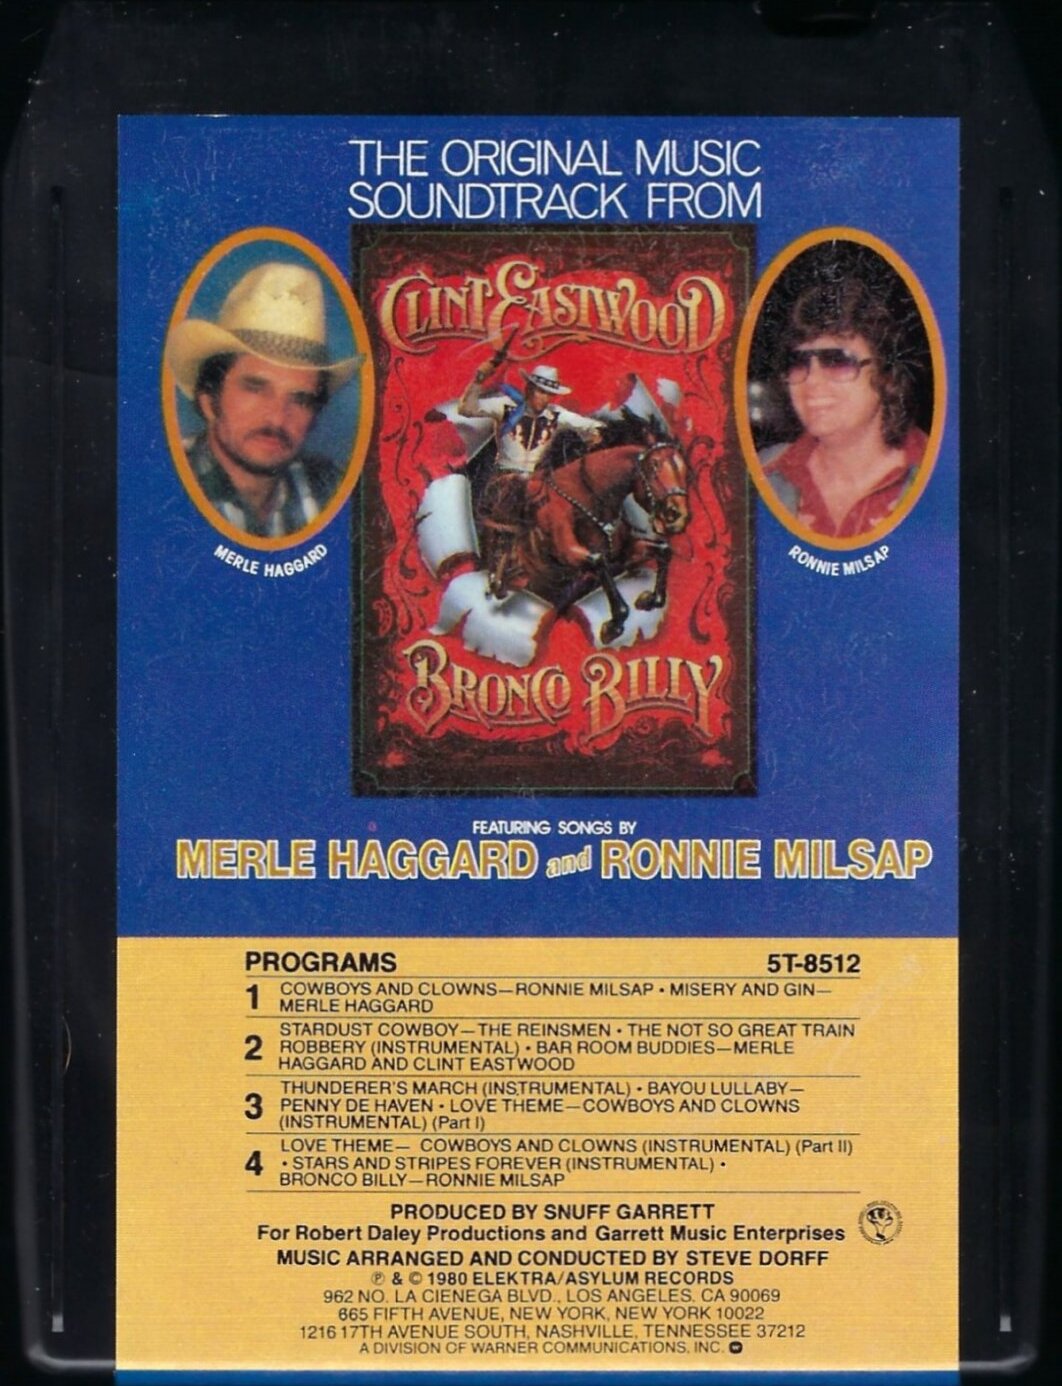 THE ORIGINAL MUSIC
SOUNDTRACK FROM
CLINT EASTWOOD
BRONCO BILLY
MERLE HAGGARD
RONNIE MILSAP
FEATURING SONGS BY
MERLE HAGGARD and RONNIE MILSAP
PROGRAMS 5T-8512
1 COWBOYS AND CLOWNS—RONNIE MILSAP • MISERY AND GIN—
MERLE HAGGARD
2 STARDUST COWBOY—THE REINSMEN • THE NOT SO GREAT TRAIN
ROBBERY (INSTRUMENTAL) • BAR ROOM BUDDIES—MERLE
HAGGARD AND CLINT EASTWOOD
3 THUNDERER'S MARCH (INSTRUMENTAL) • BAYOU LULLABY—
PENNY DE HAVEN • LOVE THEME—COWBOYS AND CLOWNS
(INSTRUMENTAL) (Part I)
4 LOVE THEME— COWBOYS AND CLOWNS (INSTRUMENTAL) (Part II)
• STARS AND STRIPES FOREVER (INSTRUMENTAL) •
BRONCO BILLY—RONNIE MILSAP
PRODUCED BY SNUFF GARRETT
For Robert Daley Productions and Garrett Music Enterprises
MUSIC ARRANGED AND CONDUCTED BY STEVE DORFF
℗ & © 1980 ELEKTRA/ASYLUM RECORDS
962 NO. LA CIENEGA BLVD., LOS ANGELES. CA 90069
665 FIFTH AVENUE, NEW YORK, NEW YORK 10022
1216 17TH AVENUE SOUTH, NASHVILLE, TENNESSEE 37212
A DIVISION OF WARNER COMMUNICATIONS, INC.